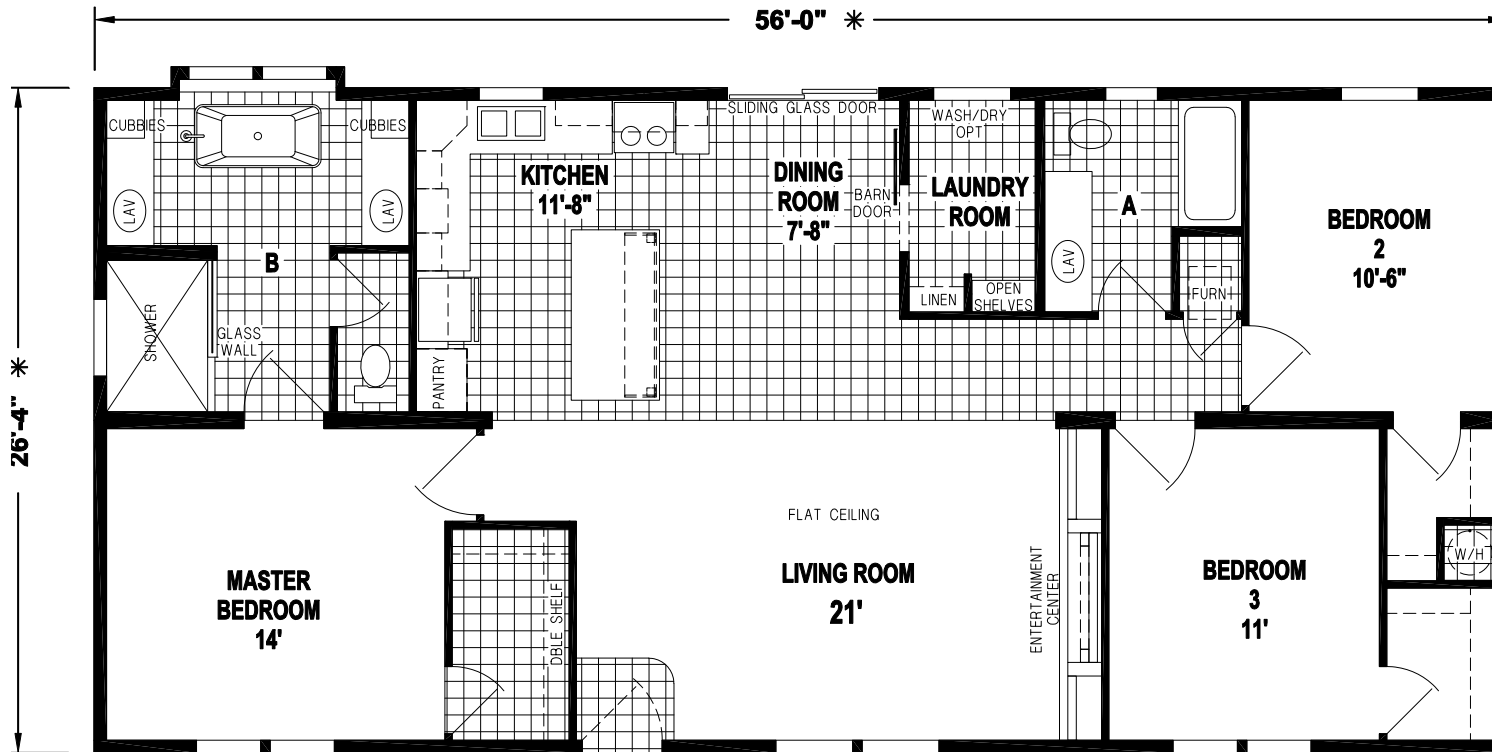 56'-0" ✳
26'-4" ✳
CUBBIES
CUBBIES
LAV
LAV
B
SHOWER
GLASS
WALL
KITCHEN
11'-8"
PANTRY
SLIDING GLASS DOOR
DINING
ROOM
7'-8"
BARN
DOOR
WASH/DRY
OPT
LAUNDRY
ROOM
LINEN
OPEN
SHELVES
A
LAV
FURN
BEDROOM
2
10'-6"
MASTER
BEDROOM
14'
DBLE SHELF
FLAT CEILING
LIVING ROOM
21'
ENTERTAINMENT
CENTER
BEDROOM
3
11'
W/H